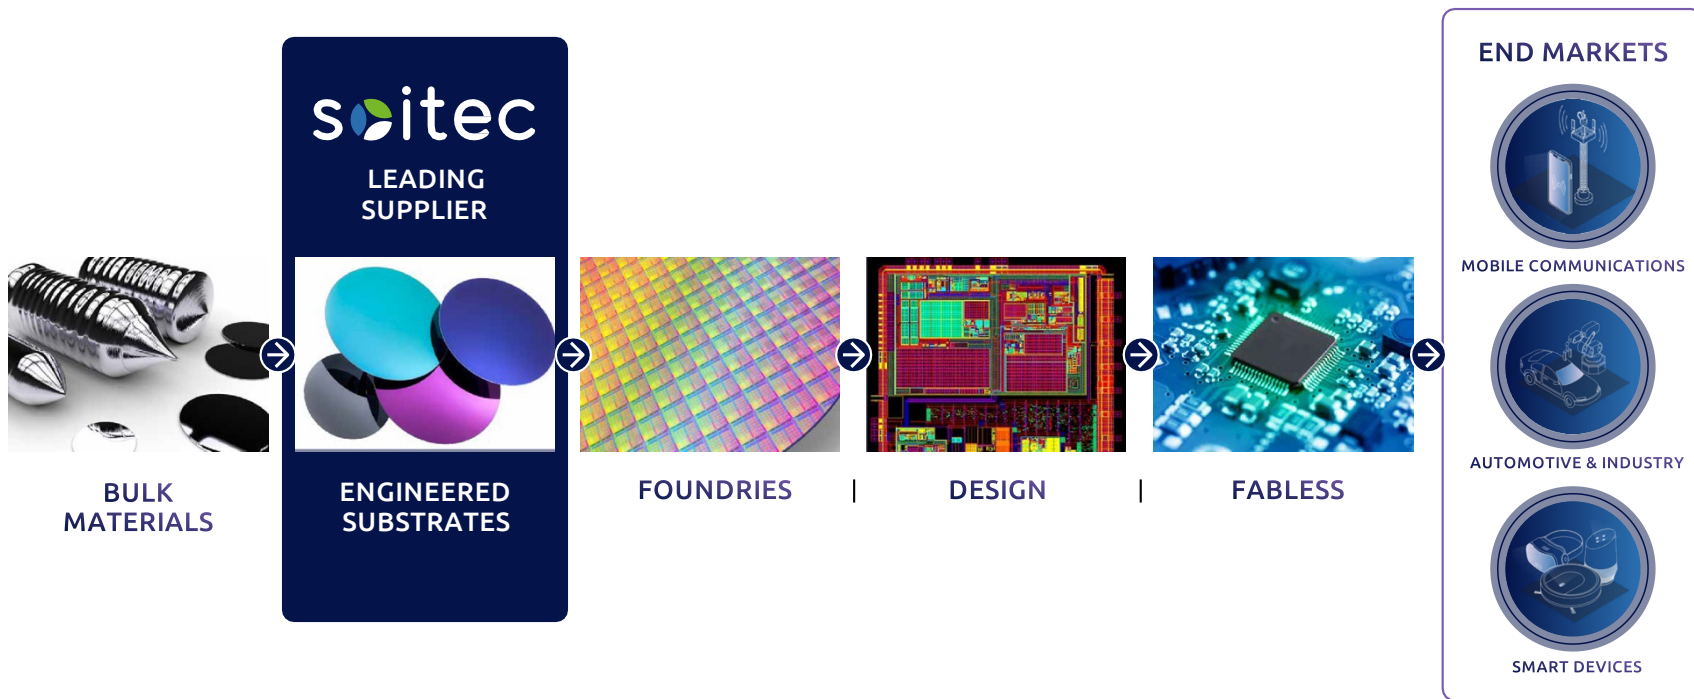 soitec
LEADING
SUPPLIER
BULK
MATERIALS
ENGINEERED
SUBSTRATES
FOUNDRIES | DESIGN | FABLESS
END MARKETS
MOBILE COMMUNICATIONS
AUTOMOTIVE & INDUSTRY
SMART DEVICES